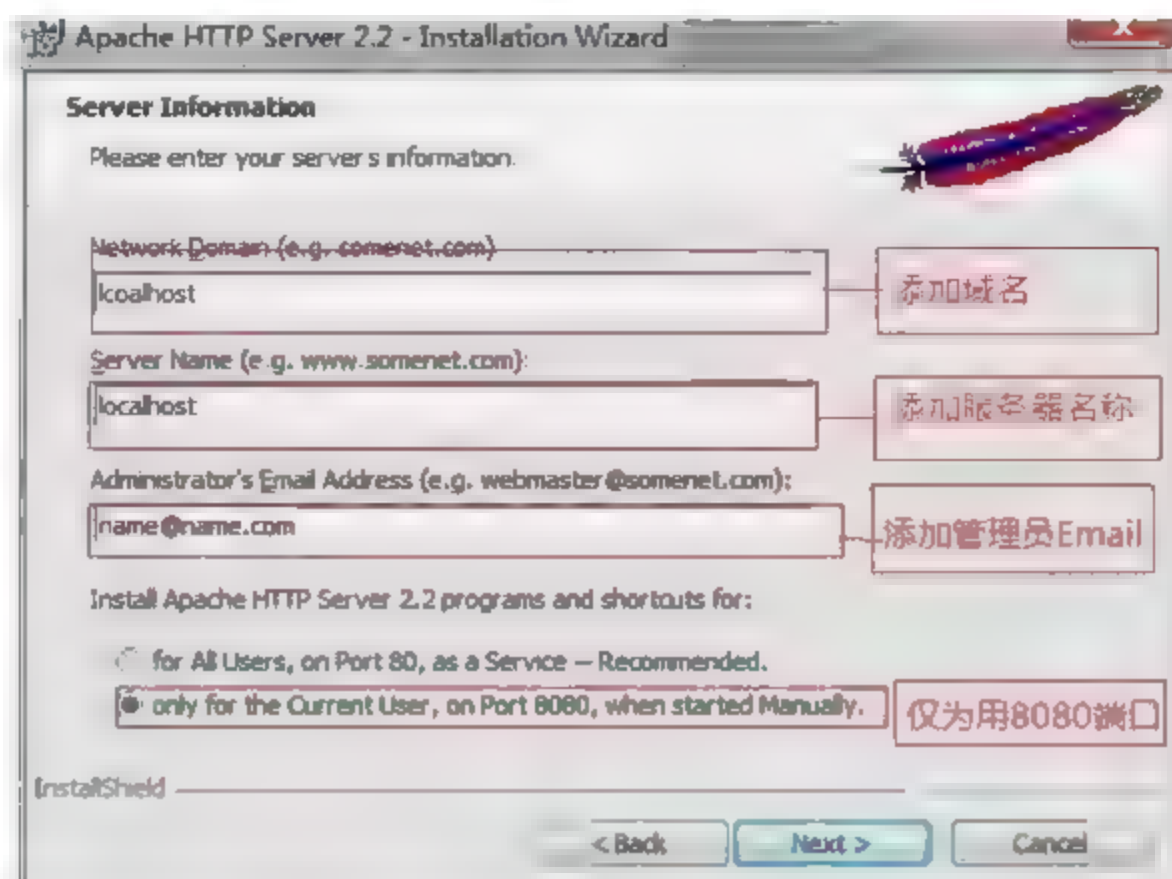 Apache HTTP Server 2.2 - Installation Wizard
Server Information
Please enter your server's information.
Network Domain (e.g. somenet.com)
lcoalhost
添加域名
Server Name (e.g. www.somenet.com):
localhost
添加服务器名称
Administrator's Email Address (e.g. webmaster@somenet.com):
name@name.com
添加管理员Email
Install Apache HTTP Server 2.2 programs and shortcuts for:
for All Users, on Port 80, as a Service -- Recommended.
only for the Current User, on Port 8080, when started Manually.
仅为用8080端口
InstallShield
< Back
Next >
Cancel